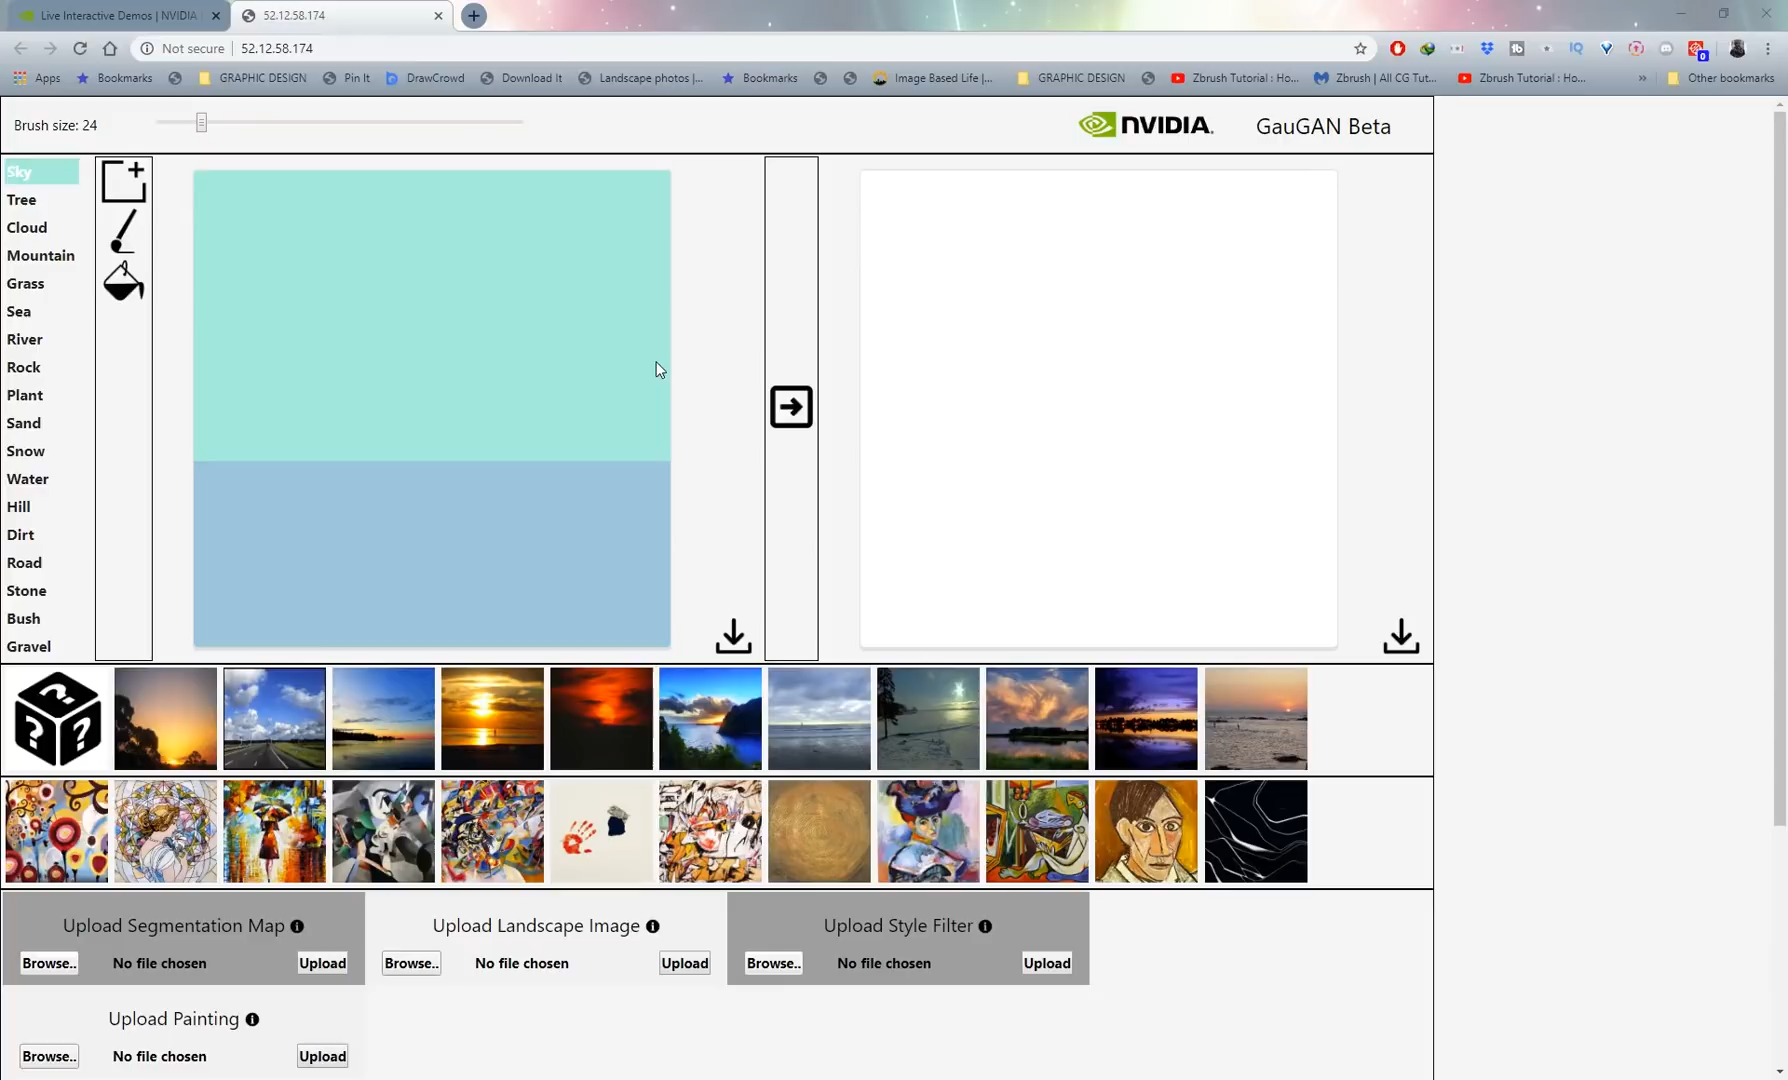 Live Interactive Demos | NVIDIA
52.12.58.174
Not secure
52.12.58.174
Apps
Bookmarks
GRAPHIC DESIGN
Pin It
DrawCrowd
Download It
Landscape photos |...
Bookmarks
Image Based Life |...
GRAPHIC DESIGN
Zbrush Tutorial : Ho...
Zbrush | All CG Tut...
Zbrush Tutorial : Ho...
»
Other bookmarks
Brush size: 24
NVIDIA.
GauGAN Beta
Sky
Tree
Cloud
Mountain
Grass
Sea
River
Rock
Plant
Sand
Snow
Water
Hill
Dirt
Road
Stone
Bush
Gravel
Upload Segmentation Map
Browse..
No file chosen
Upload
Upload Landscape Image
Browse..
No file chosen
Upload
Upload Style Filter
Browse..
No file chosen
Upload
Upload Painting
Browse..
No file chosen
Upload